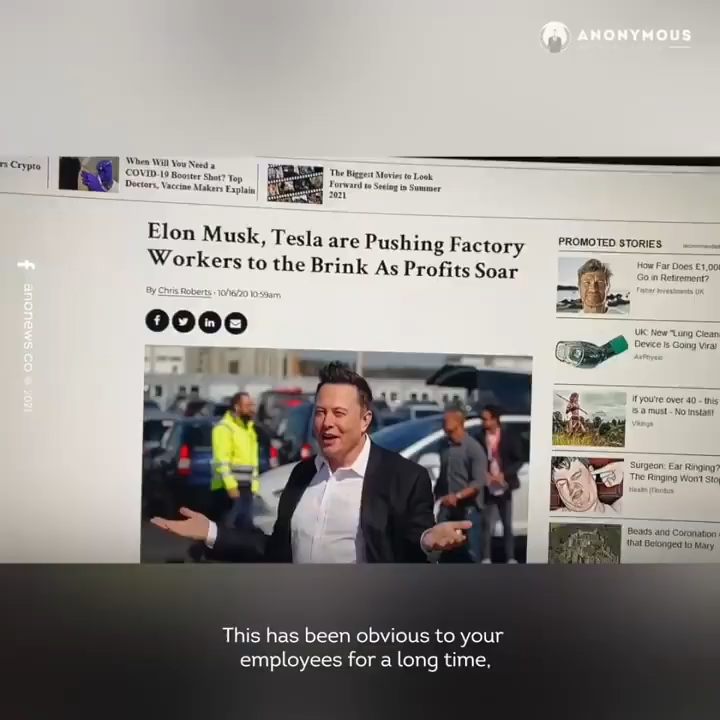 ANONYMOUS
rs Crypto
When Will You Need a
COVID-19 Booster Shot? Top
Doctors, Vaccine Makers Explain
The Biggest Movies to Look
Forward to Seeing in Summer
2021
Elon Musk, Tesla are Pushing Factory
Workers to the Brink As Profits Soar
By Chris Roberts - 10/16/20 10:59am
PROMOTED STORIES
How Far Does £1,00
Go in Retirement?
Fisher Investments UK
UK: New "Lung Clean
Device Is Going Viral
AirPhysio
If you're over 40 - this
is a must - No Install!
Vikings
Surgeon: Ear Ringing?
The Ringing Won't Stop
Health
Beads and Coronation
that Belonged to Mary
f anonews.co © 2021
This has been obvious to your
employees for a long time,